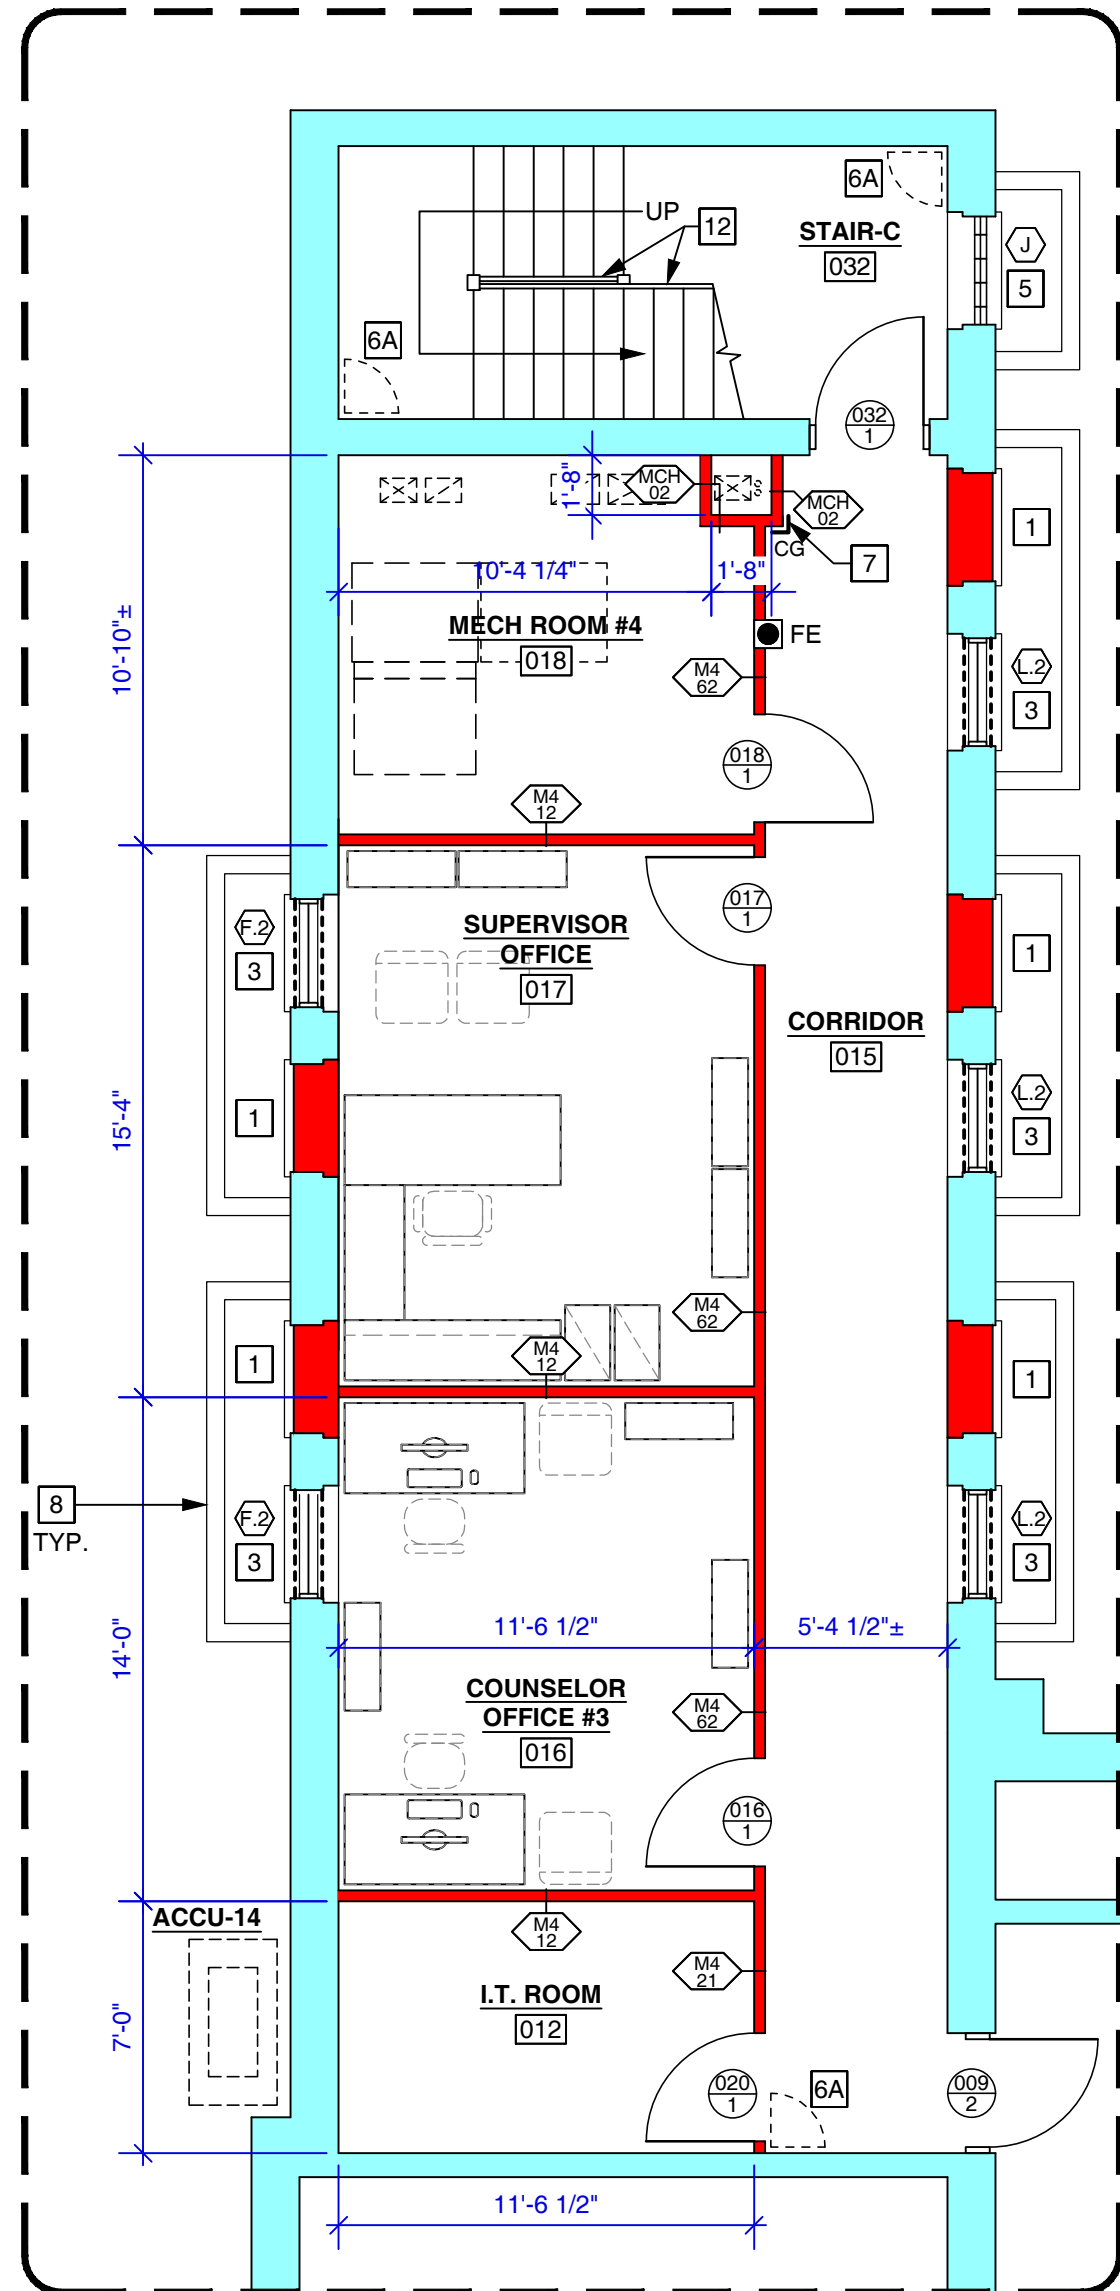 6A
UP
12
STAIR-C
032
J
5
6A
032
1
1'-8"
MCH
02
S
MCH
02
1
CG
7
10'-4 1/4"
1'-8"
10'-10"±
MECH ROOM #4
018
FE
M4
62
L.2
3
018
1
M4
12
017
1
SUPERVISOR
OFFICE
017
F.2
3
1
CORRIDOR
015
15'-4"
1
L.2
3
M4
62
M4
12
1
1
8
TYP.
F.2
3
L.2
3
14'-0"
11'-6 1/2"
5'-4 1/2"±
COUNSELOR
OFFICE #3
016
M4
62
016
1
ACCU-14
M4
12
M4
21
I.T. ROOM
012
7'-0"
020
1
6A
009
2
11'-6 1/2"